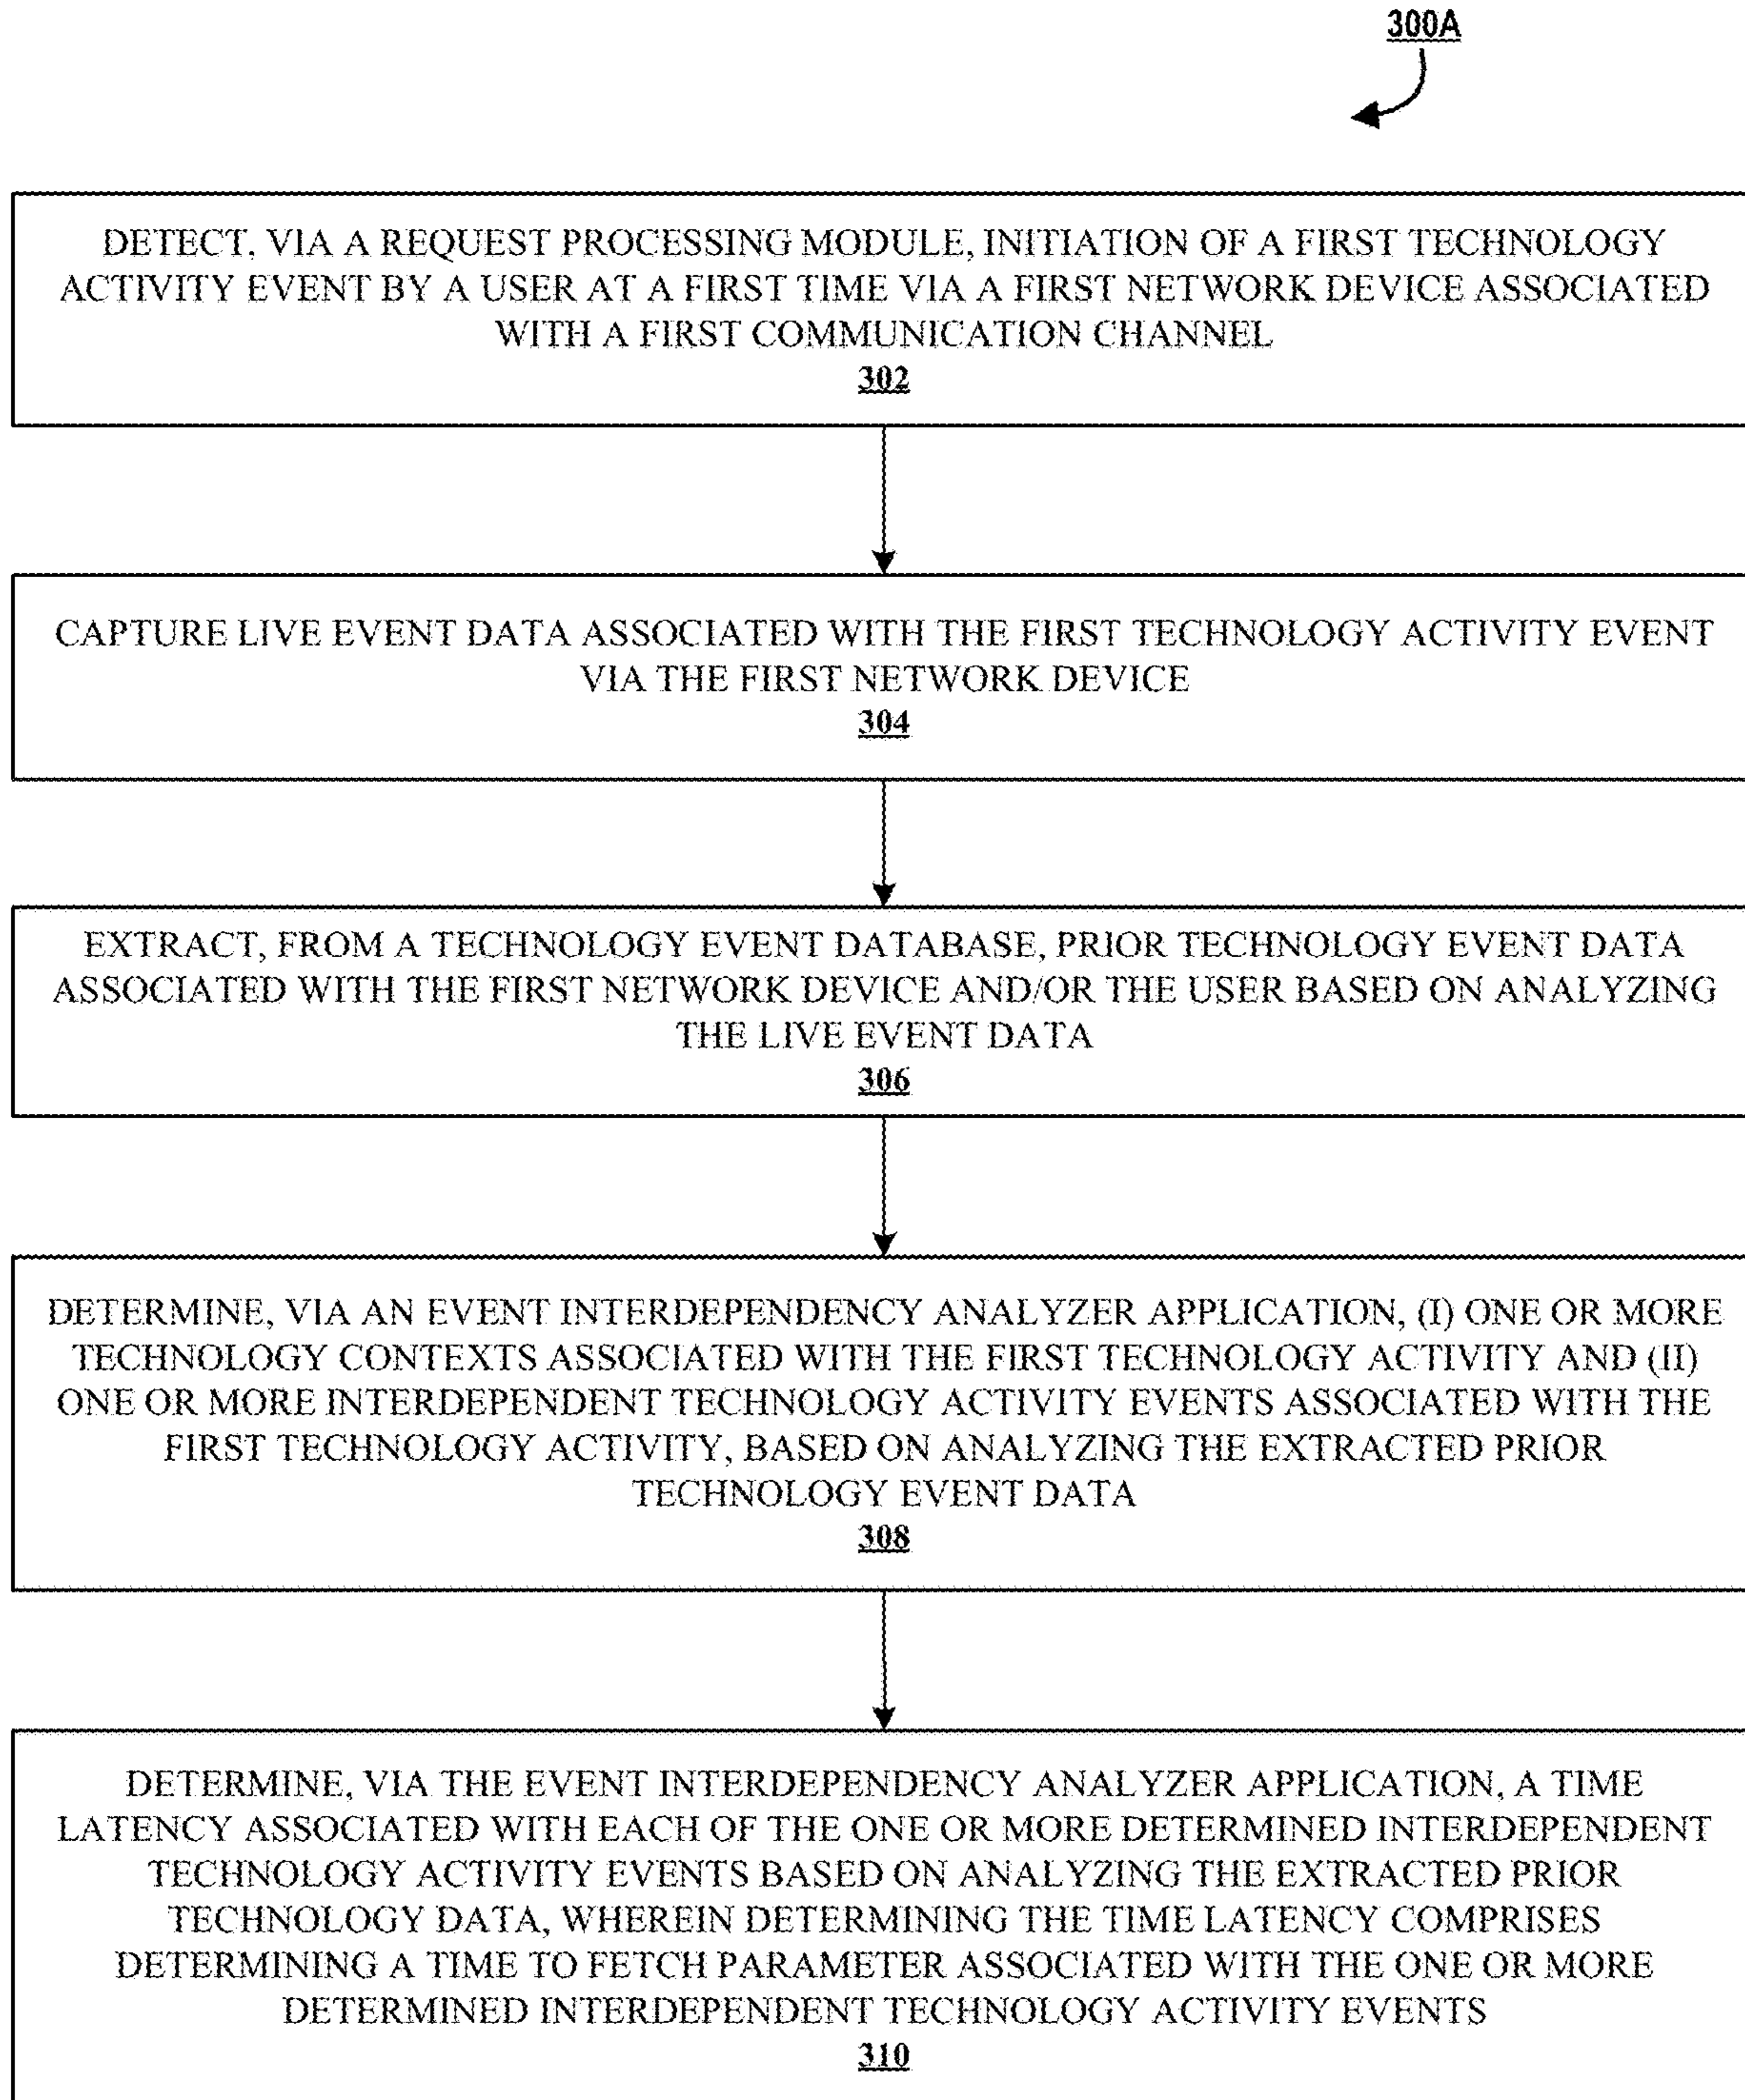 300A
DETECT, VIA A REQUEST PROCESSING MODULE, INITIATION OF A FIRST TECHNOLOGY
ACTIVITY EVENT BY A USER AT A FIRST TIME VIA A FIRST NETWORK DEVICE ASSOCIATED
WITH A FIRST COMMUNICATION CHANNEL
302
CAPTURE LIVE EVENT DATA ASSOCIATED WITH THE FIRST TECHNOLOGY ACTIVITY EVENT
VIA THE FIRST NETWORK DEVICE
304
EXTRACT, FROM A TECHNOLOGY EVENT DATABASE, PRIOR TECHNOLOGY EVENT DATA
ASSOCIATED WITH THE FIRST NETWORK DEVICE AND/OR THE USER BASED ON ANALYZING
THE LIVE EVENT DATA
306
DETERMINE, VIA AN EVENT INTERDEPENDENCY ANALYZER APPLICATION, (I) ONE OR MORE
TECHNOLOGY CONTEXTS ASSOCIATED WITH THE FIRST TECHNOLOGY ACTIVITY AND (II)
ONE OR MORE INTERDEPENDENT TECHNOLOGY ACTIVITY EVENTS ASSOCIATED WITH THE
FIRST TECHNOLOGY ACTIVITY, BASED ON ANALYZING THE EXTRACTED PRIOR
TECHNOLOGY EVENT DATA
308
DETERMINE, VIA THE EVENT INTERDEPENDENCY ANALYZER APPLICATION, A TIME
LATENCY ASSOCIATED WITH EACH OF THE ONE OR MORE DETERMINED INTERDEPENDENT
TECHNOLOGY ACTIVITY EVENTS BASED ON ANALYZING THE EXTRACTED PRIOR
TECHNOLOGY DATA, WHEREIN DETERMINING THE TIME LATENCY COMPRISES
DETERMINING A TIME TO FETCH PARAMETER ASSOCIATED WITH THE ONE OR MORE
DETERMINED INTERDEPENDENT TECHNOLOGY ACTIVITY EVENTS
310